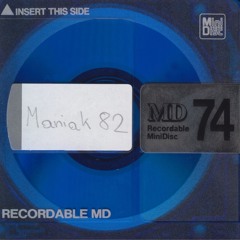 ▲ INSERT THIS SIDE
Mini
Disc
Maniak 82
MD
Recordable
MiniDisc
74
RECORDABLE MD